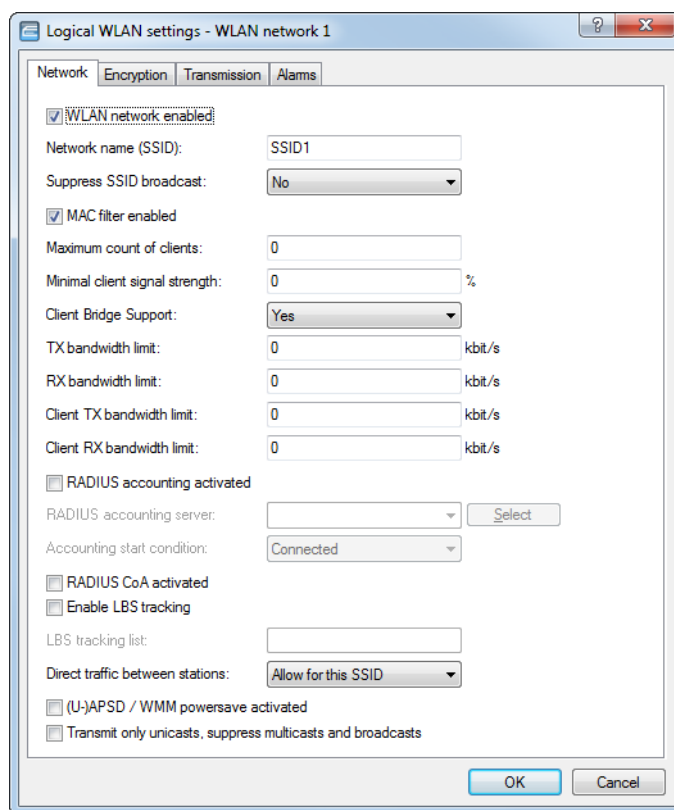 Logical WLAN settings - WLAN network 1
Network Encryption Transmission Alarms
WLAN network enabled
Network name (SSID): SSID1
Suppress SSID broadcast: No
MAC filter enabled
Maximum count of clients: 0
Minimal client signal strength: 0 %
Client Bridge Support: Yes
TX bandwidth limit: 0 kbit/s
RX bandwidth limit: 0 kbit/s
Client TX bandwidth limit: 0 kbit/s
Client RX bandwidth limit: 0 kbit/s
RADIUS accounting activated
RADIUS accounting server: Select
Accounting start condition: Connected
RADIUS CoA activated
Enable LBS tracking
LBS tracking list:
Direct traffic between stations: Allow for this SSID
(U-)APSD / WMM powersave activated
Transmit only unicasts, suppress multicasts and broadcasts
OK Cancel